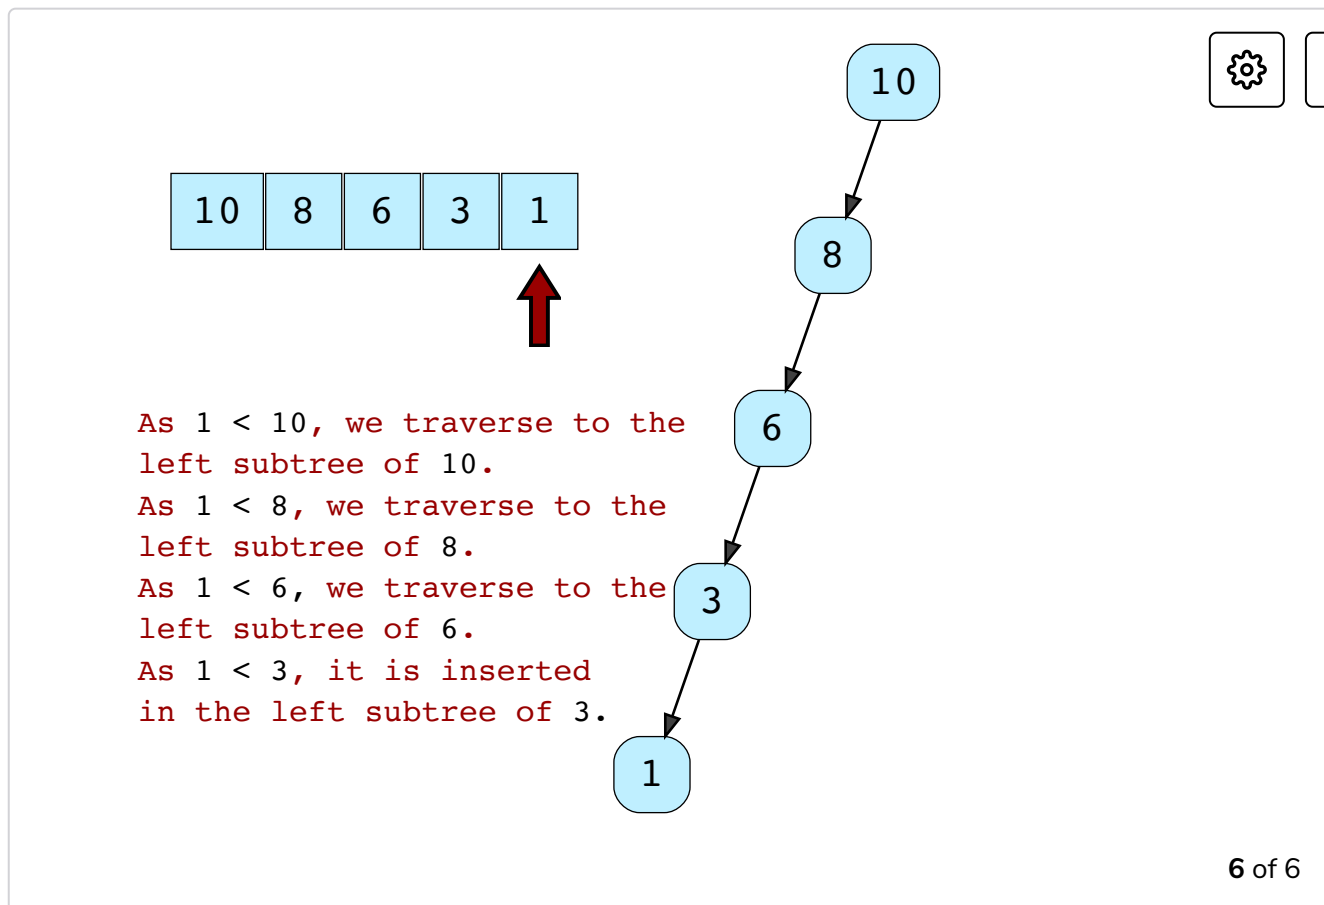 10
10 8 6 3 1
8
As 1 < 10, we traverse to the
left subtree of 10.
As 1 < 8, we traverse to the
left subtree of 8.
As 1 < 6, we traverse to the
left subtree of 6.
As 1 < 3, it is inserted
in the left subtree of 3.
6
3
1
6 of 6